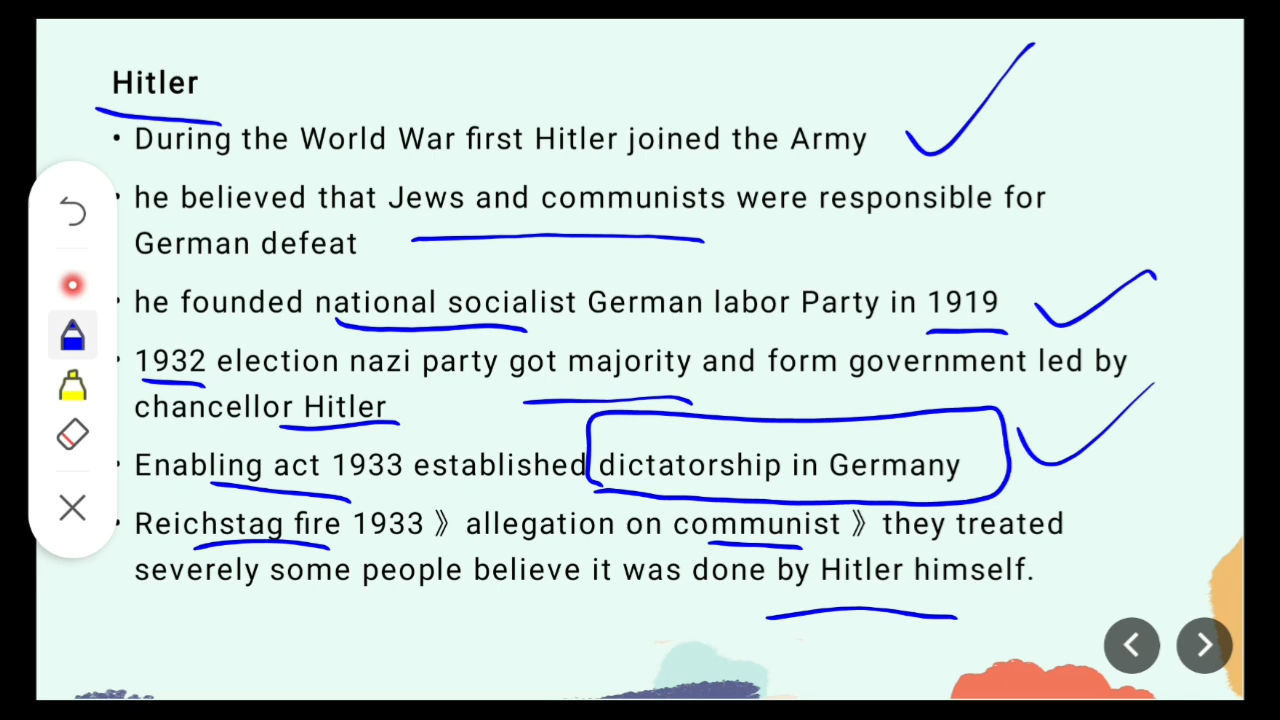 Hitler
• During the World War first Hitler joined the Army
• he believed that Jews and communists were responsible for
German defeat
• he founded national socialist German labor Party in 1919
• 1932 election nazi party got majority and form government led by
chancellor Hitler
• Enabling act 1933 established dictatorship in Germany
• Reichstag fire 1933 》 allegation on communist 》 they treated
severely some people believe it was done by Hitler himself.